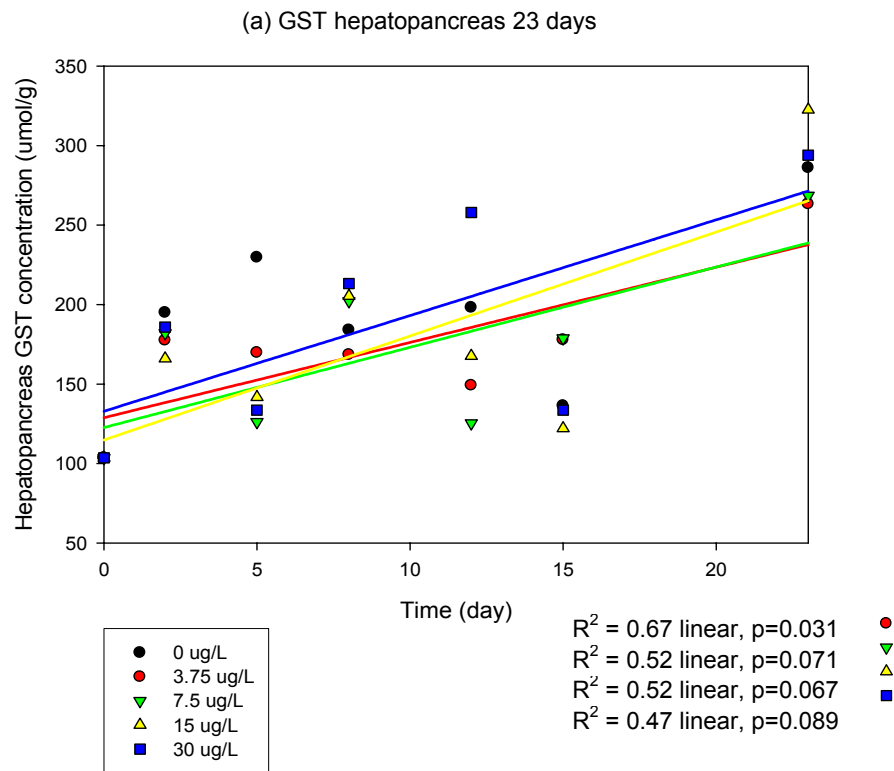 (a) GST hepatopancreas 23 days
Hepatopancreas GST concentration (umol/g)
350
300
250
200
150
100
50
0
5
10
15
20
Time (day)
0 ug/L
3.75 ug/L
7.5 ug/L
15 ug/L
30 ug/L
R² = 0.67 linear, p=0.031
R² = 0.52 linear, p=0.071
R² = 0.52 linear, p=0.067
R² = 0.47 linear, p=0.089